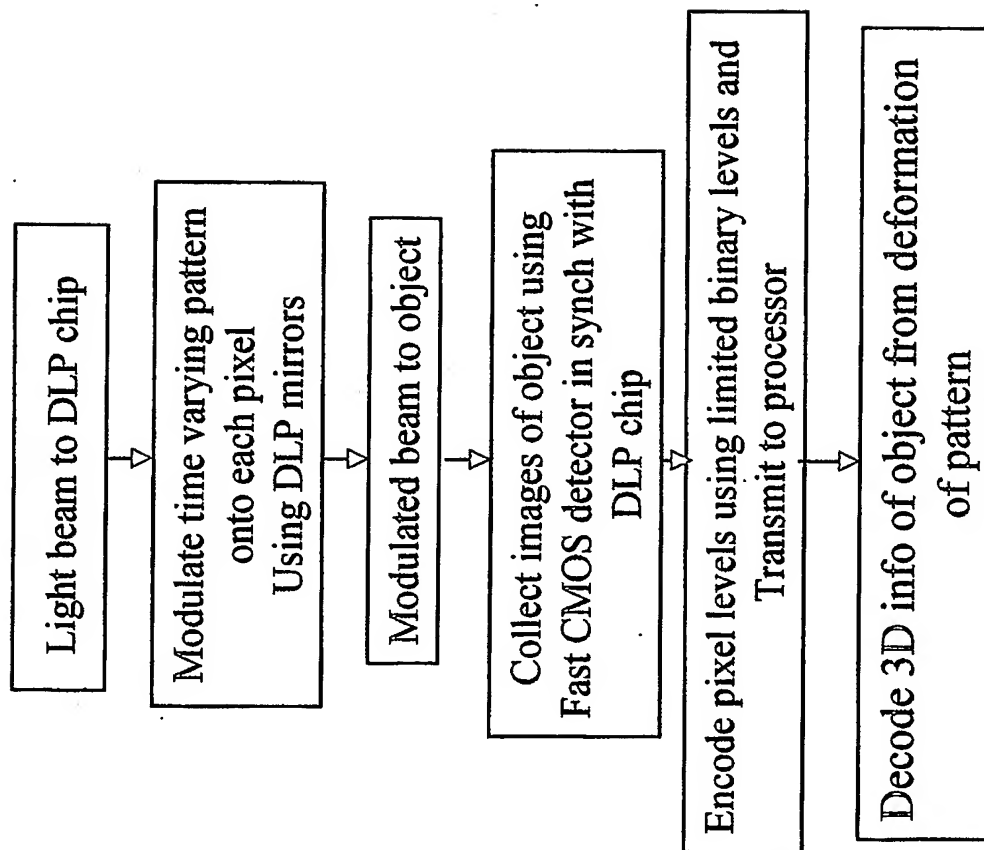 Light beam to DLP chip
Modulate time varying pattern
onto each pixel
Using DLP mirrors
Modulated beam to object
Collect images of object using
Fast CMOS detector in synch with
DLP chip
Encode pixel levels using limited binary levels and
Transmit to processor
Decode 3D info of object from deformation
of pattern